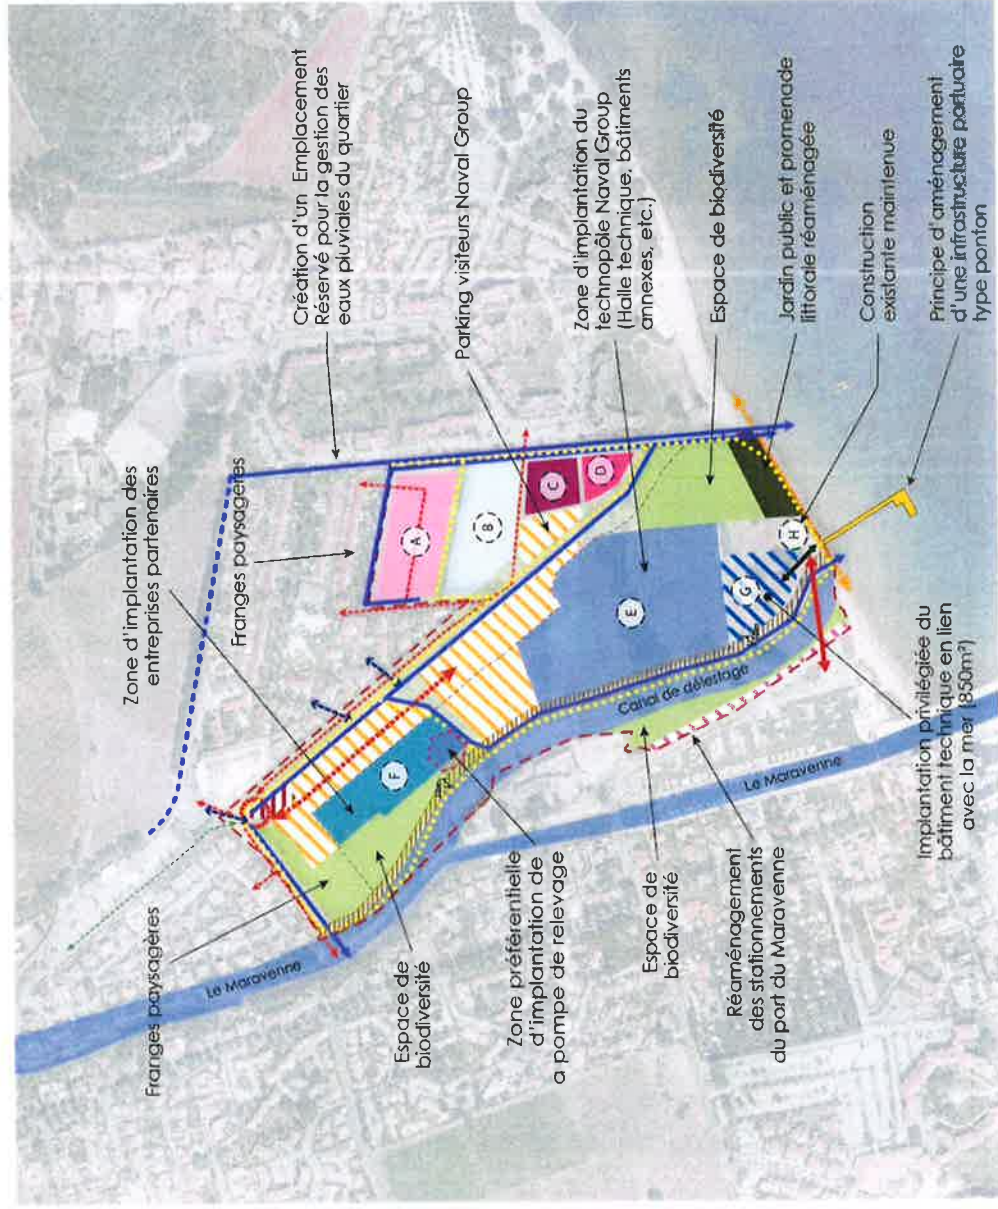 Création d'un Emplacement
Réservé pour la gestion des
eaux pluviales du quartier
Parking visiteurs Naval Group
Zone d'implantation du
technopôle Naval Group
(Halle technique, bâtiments
annexes, etc.)
Espace de biodiversité
Jardin public et promenade
littorale réaménagée
Construction
existante maintenue
Principe d'aménagement
d'une infrastructure portuaire
type ponton
Zone d'implantation des
entreprises partenaires
Franges paysagères
A
B
C
D
E
F
G
H
Canal de délestage
Le Maravenne
Le Maravenne
Franges paysagères
Espace de
biodiversité
Zone préférentielle
d'implantation de
a pompe de relevage
Espace de
biodiversité
Réaménagement
des stationnements
du port du Maravenne
Implantation privilégiée du
bâtiment technique en lien
avec la mer (850m²)